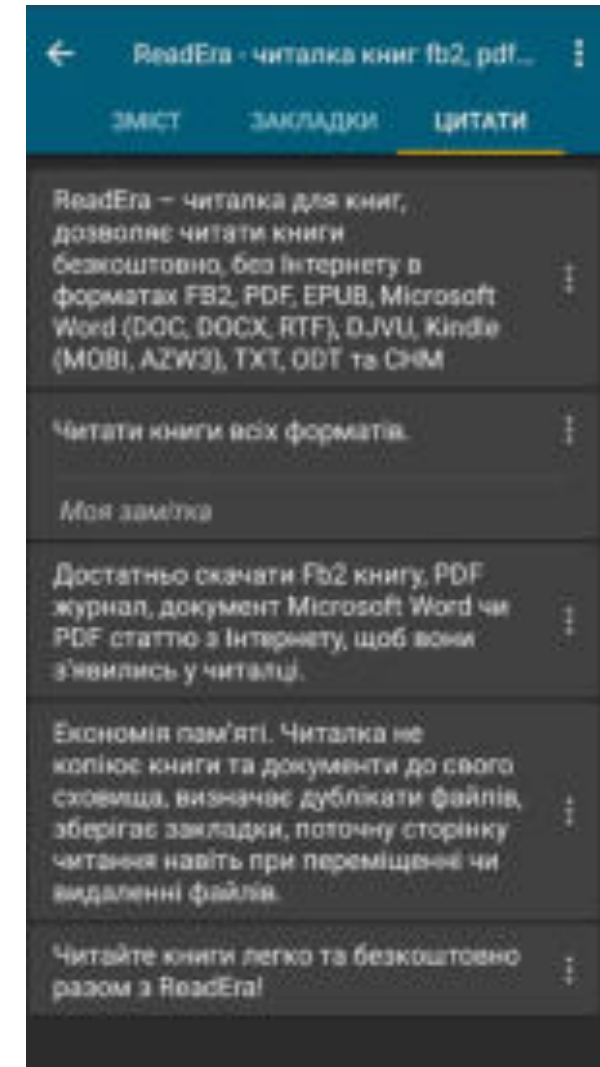 ReadEra - читалка книг fb2, pdf...
ЗМІСТ ЗАКЛАДКИ ЦИТАТИ
ReadEra – читалка для книг,
дозволяє читати книги
безкоштовно, без Інтернету в
форматах FB2, PDF, EPUB, Microsoft
Word (DOC, DOCX, RTF), DJVU, Kindle
(MOBI, AZW3), TXT, ODT та CHM
Читати книги всіх форматів.
Моя замітка
Достатньо скачати Fb2 книгу, PDF
журнал, документ Microsoft Word чи
PDF статтю з Інтернету, щоб вони
з'явились у читалці.
Економія пам'яті. Читалка не
копіює книги та документи до свого
сховища, визначає дублікати файлів,
зберігає закладки, поточну сторінку
читання навіть при переміщенні чи
видаленні файлів.
Читайте книги легко та безкоштовно
разом з ReadEra!